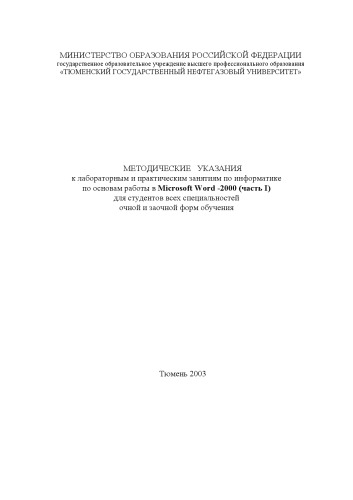 МИНИСТЕРСТВО ОБРАЗОВАНИЯ РОССИЙСКОЙ ФЕДЕРАЦИИ
государственное образовательное учреждение высшего профессионального образования
«ТЮМЕНСКИЙ ГОСУДАРСТВЕННЫЙ НЕФТЕГАЗОВЫЙ УНИВЕРСИТЕТ»
МЕТОДИЧЕСКИЕ УКАЗАНИЯ
к лабораторным и практическим занятиям по информатике
по основам работы в Microsoft Word -2000 (часть I)
для студентов всех специальностей
очной и заочной форм обучения
Тюмень 2003